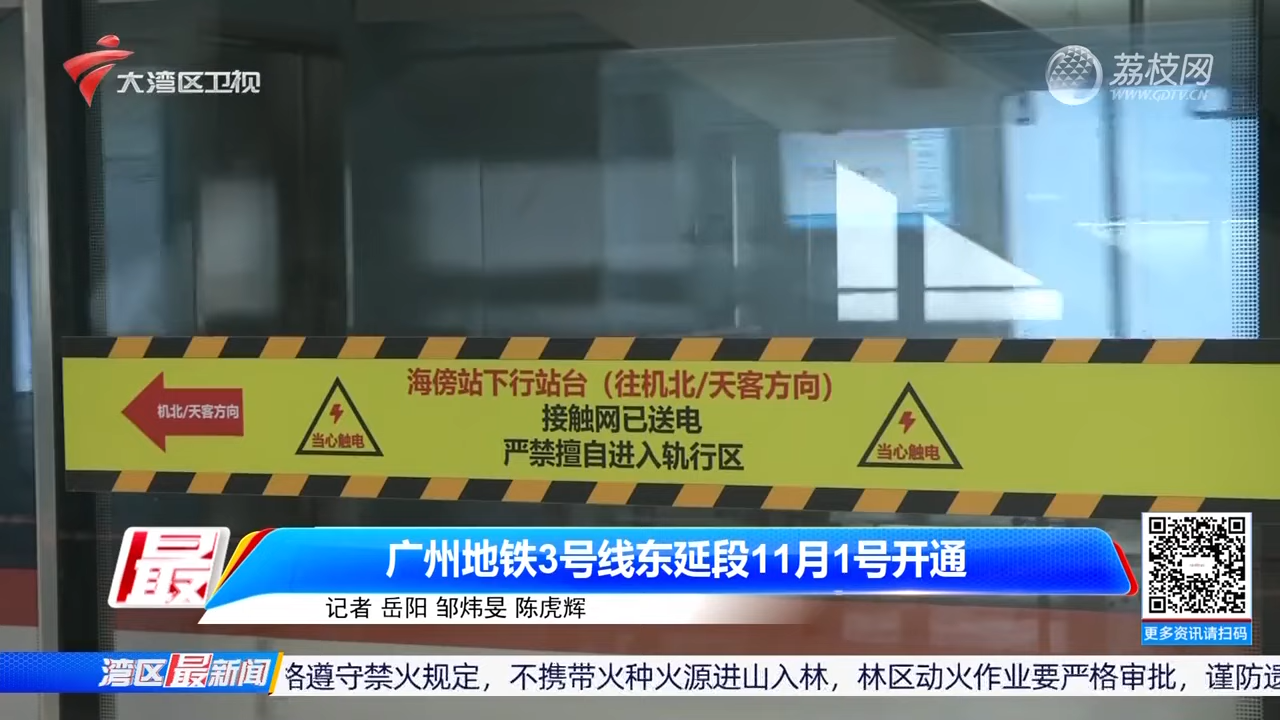 大湾区卫视
荔枝网
WWW.GDTV.CN
海傍站下行站台（往机北/天客方向）
机北/天客方向
当心触电
接触网已送电
严禁擅自进入轨行区
当心触电
最
广州地铁3号线东延段11月1号开通
记者 岳阳 邹炜旻 陈虎辉
更多资讯请扫码
湾区最新闻
格遵守禁火规定，不携带火种火源进山入林，林区动火作业要严格审批，谨防遗